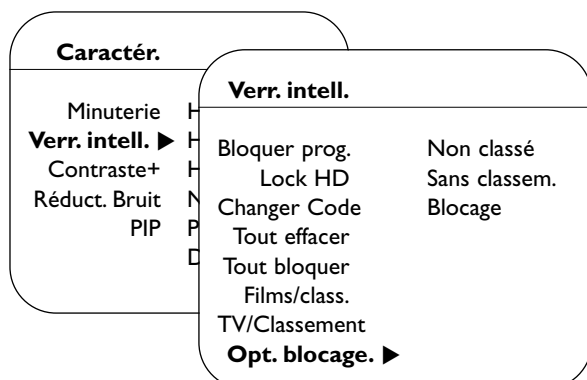 Caractér.
Minuterie H
Verr. intell. ▶ H
Contraste+ H
Réduct. Bruit N
PIP P
D
Verr. intell.
Bloquer prog. Non classé
Lock HD Sans classem.
Changer Code Blocage
Tout effacer
Tout bloquer
Films/class.
TV/Classement
Opt. blocage. ▶